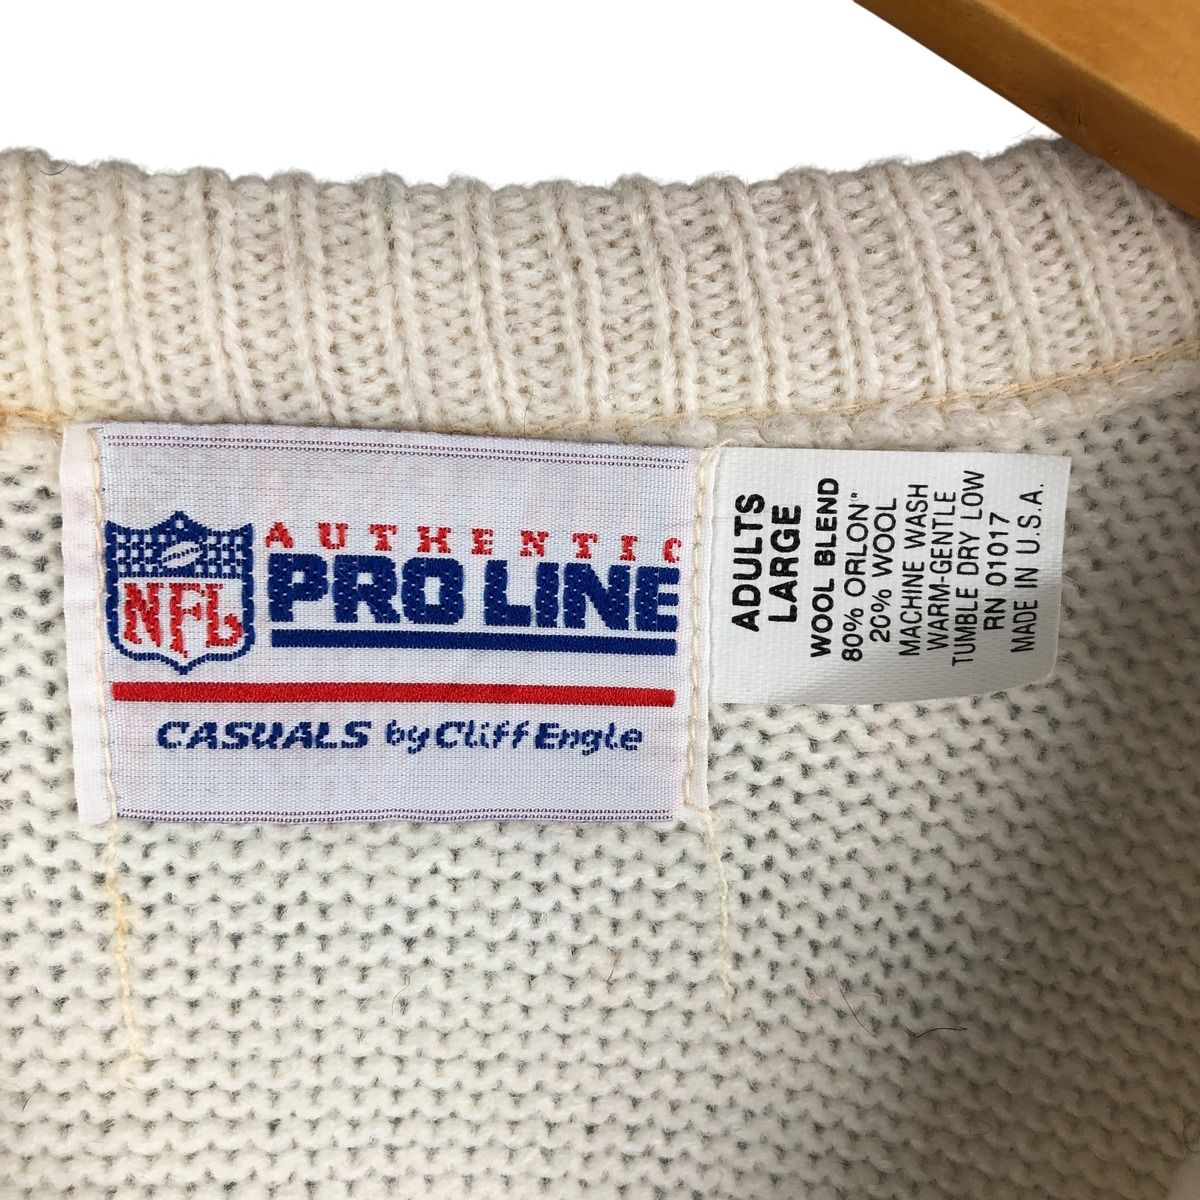 NFL
AUTHENTIC
PRO LINE
CASUALS by Cliff Engle
ADULTS
LARGE
WOOL BLEND
80% ORLON®
20% WOOL
MACHINE WASH
WARM-GENTLE
TUMBLE DRY LOW
RN 01017
MADE IN U.S.A.